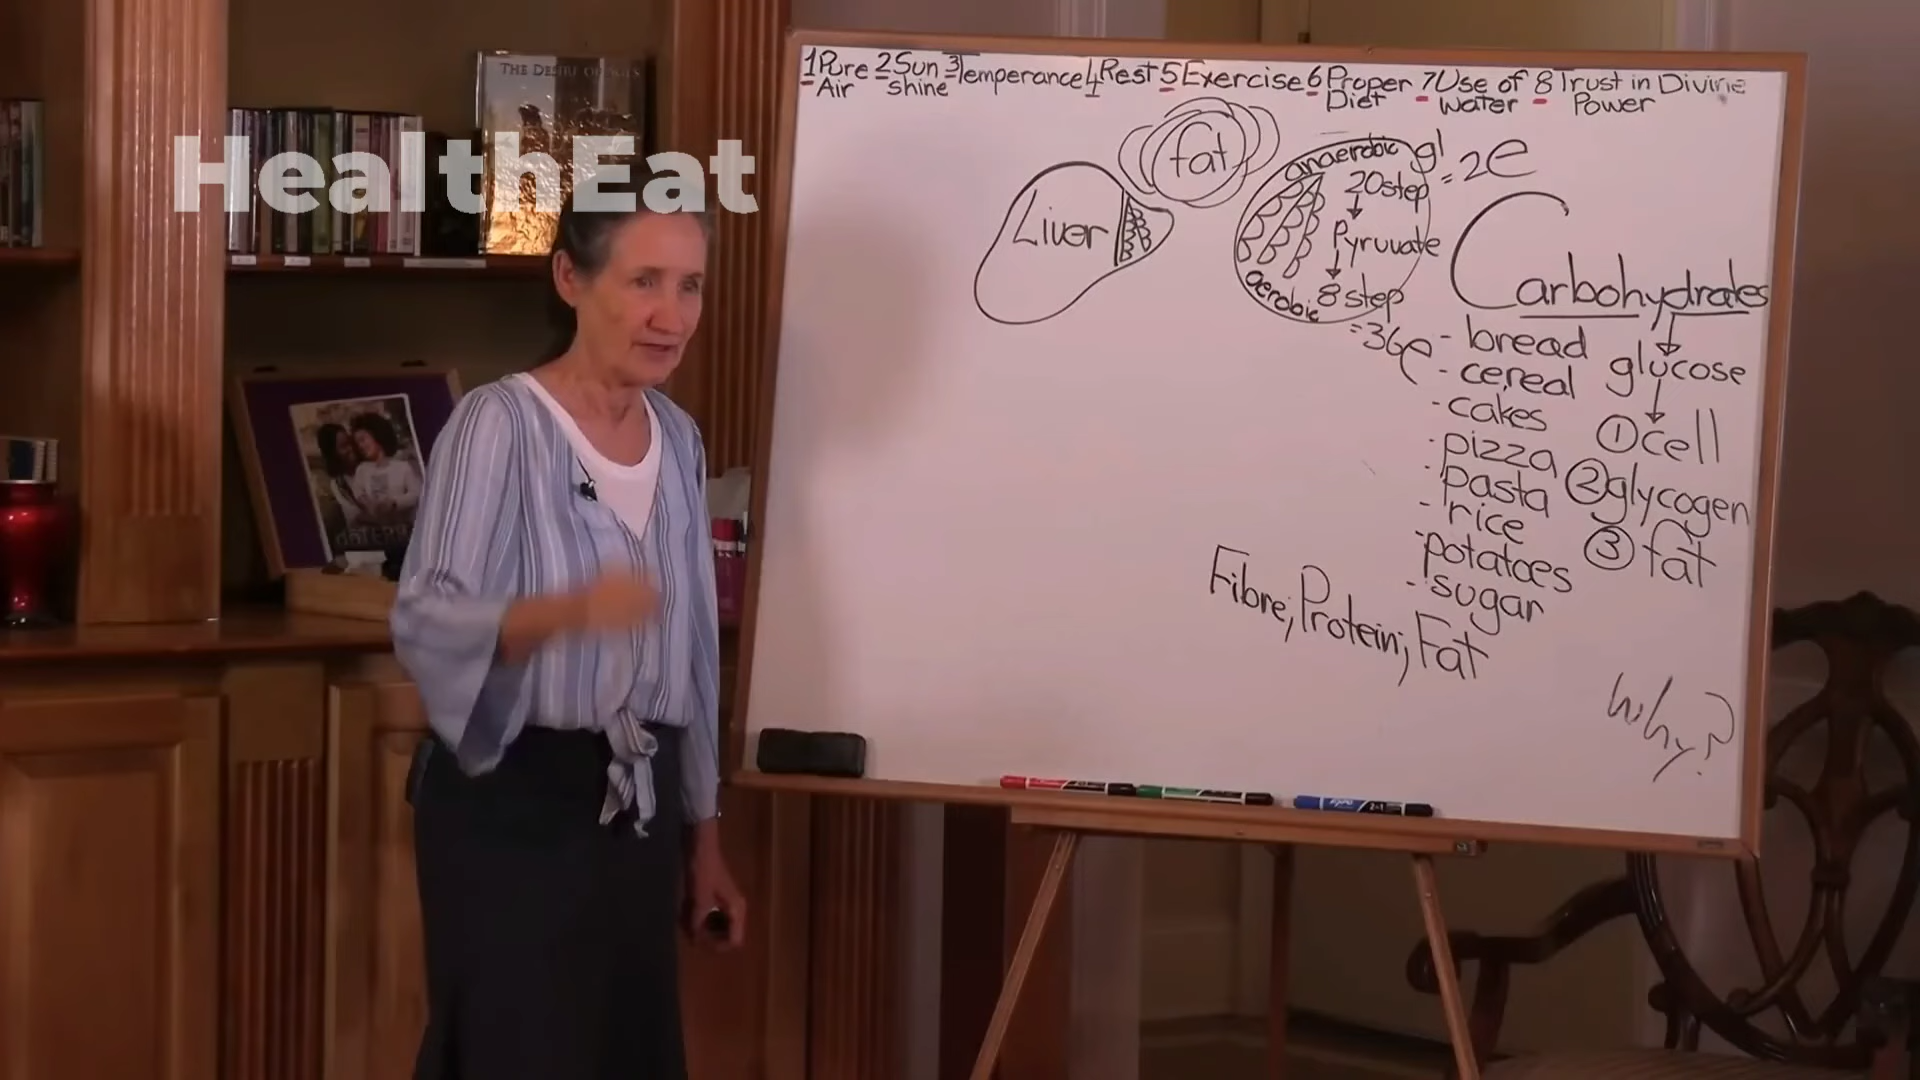 HealthEat
1 Pure 2 Sun 3 Temperance 4 Rest 5 Exercise 6 Proper 7 Use of 8 Trust in Divine
Air shine Diet water Power
fat
Liver
anaerobic gl
20step = 2e
Pyruvate
8 step
aerobic
= 36e
Carbohydrates
- bread
- cereal
- cakes
- pizza
- pasta
- rice
- potatoes
- sugar
glucose
① cell
② glycogen
③ fat
Fibre; Protein; Fat
Why?